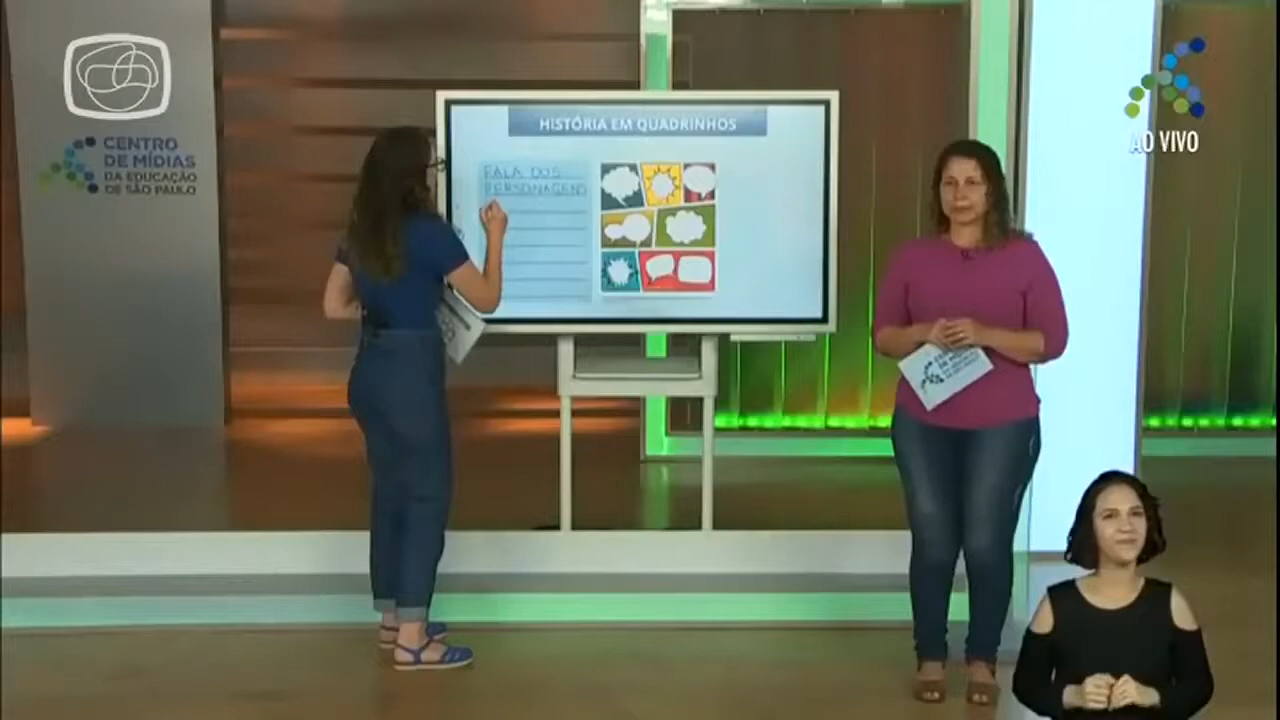 CENTRO
DE MÍDIAS
DA EDUCAÇÃO
DE SÃO PAULO
HISTÓRIA EM QUADRINHOS
FALA DOS
PERSONAGENS
AO VIVO